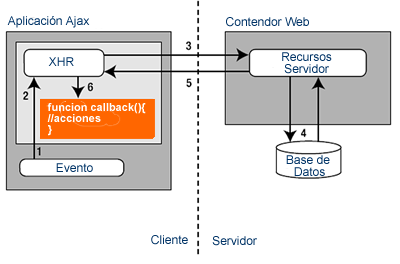 Aplicación Ajax
Contendor Web
XHR
3
Recursos
Servidor
2
6
5
funcion callback(){
//acciones
}
4
1
Evento
Base de
Datos
Cliente
Servidor